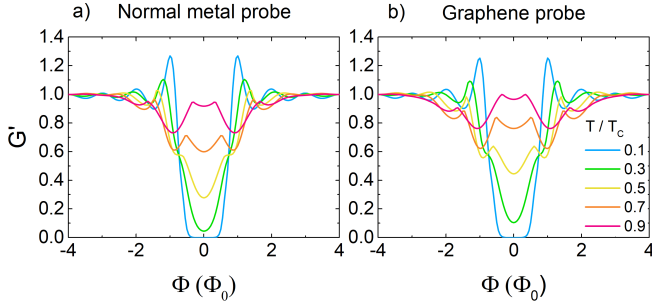 a) Normal metal probe
b) Graphene probe
G'
1.4
1.2
1.0
0.8
0.6
0.4
0.2
0.0
-4 -2 0 2 4
Φ (Φ₀)
1.4
1.2
1.0
0.8
0.6
0.4
0.2
0.0
-4 -2 0 2 4
Φ (Φ₀)
T / T_C
0.1
0.3
0.5
0.7
0.9